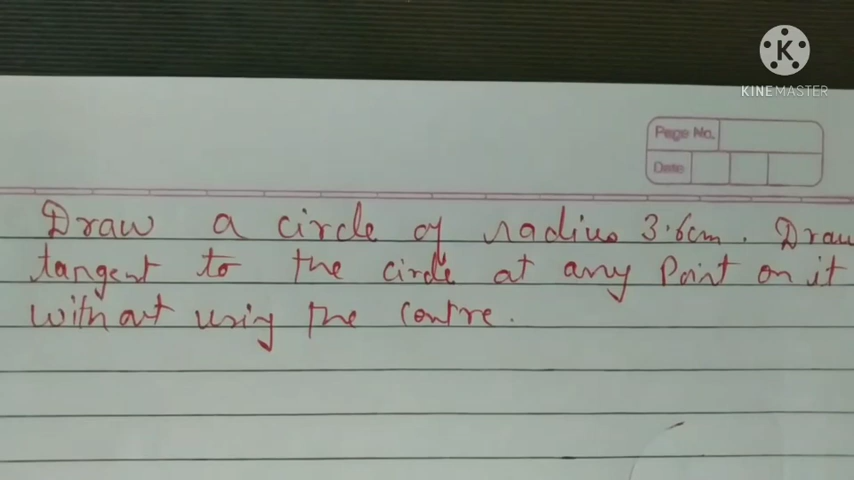 K
KINEMASTER
Page No.
Date
Draw a circle of radius 3.6cm. Draw
tangent to the circle at any Point on it
without using the centre.